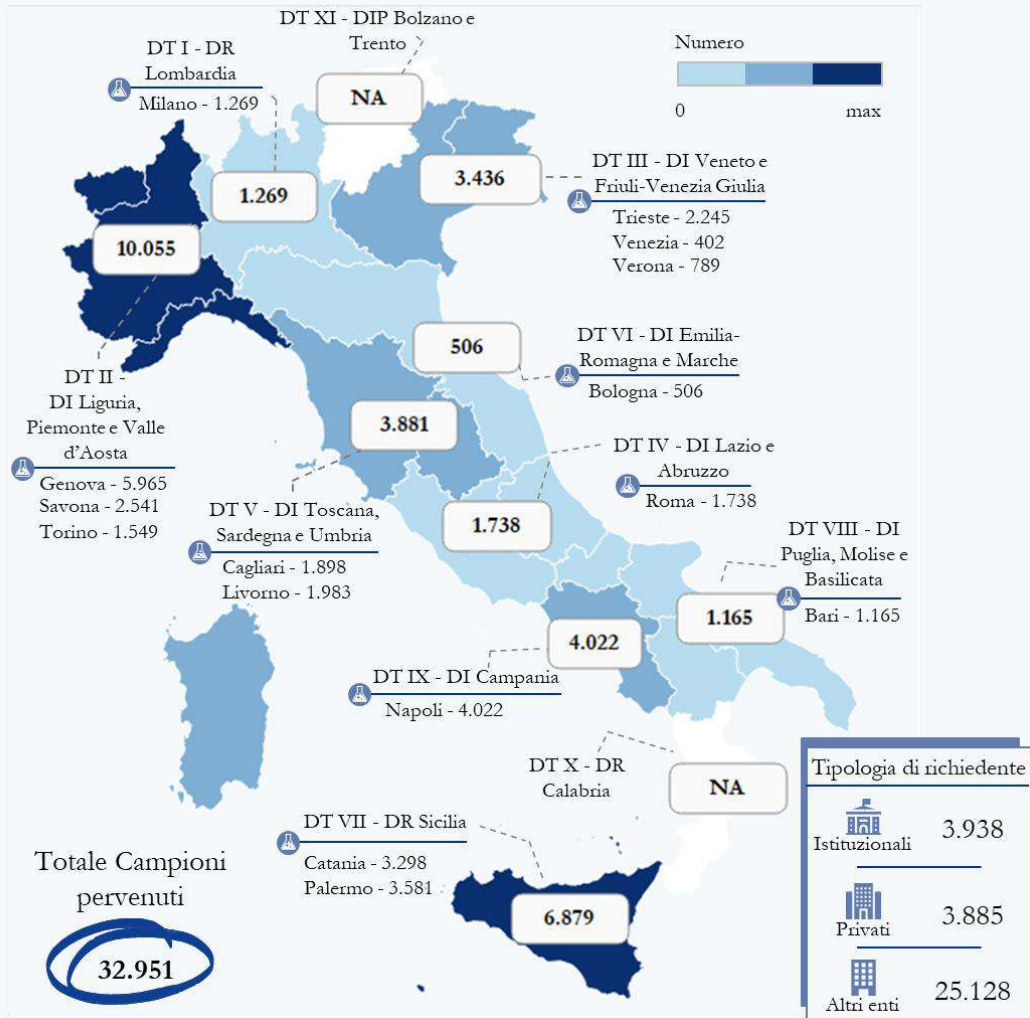 DT XI - DIP Bolzano e
Trento
NA
Numero
0
max
DT I - DR
Lombardia
Milano - 1.269
1.269
3.436
DT III - DI Veneto e
Friuli-Venezia Giulia
Trieste - 2.245
Venezia - 402
Verona - 789
10.055
DT II -
DI Liguria,
Piemonte e Valle
d'Aosta
Genova - 5.965
Savona - 2.541
Torino - 1.549
506
DT VI - DI Emilia-
Romagna e Marche
Bologna - 506
3.881
DT V - DI Toscana,
Sardegna e Umbria
Cagliari - 1.898
Livorno - 1.983
DT IV - DI Lazio e
Abruzzo
Roma - 1.738
1.738
DT VIII - DI
Puglia, Molise e
Basilicata
Bari - 1.165
1.165
4.022
DT IX - DI Campania
Napoli - 4.022
DT X - DR
Calabria
NA
DT VII - DR Sicilia
Catania - 3.298
Palermo - 3.581
6.879
Totale Campioni
pervenuti
32.951
Tipologia di richiedente
Istituzionali
3.938
Privati
3.885
Altri enti
25.128